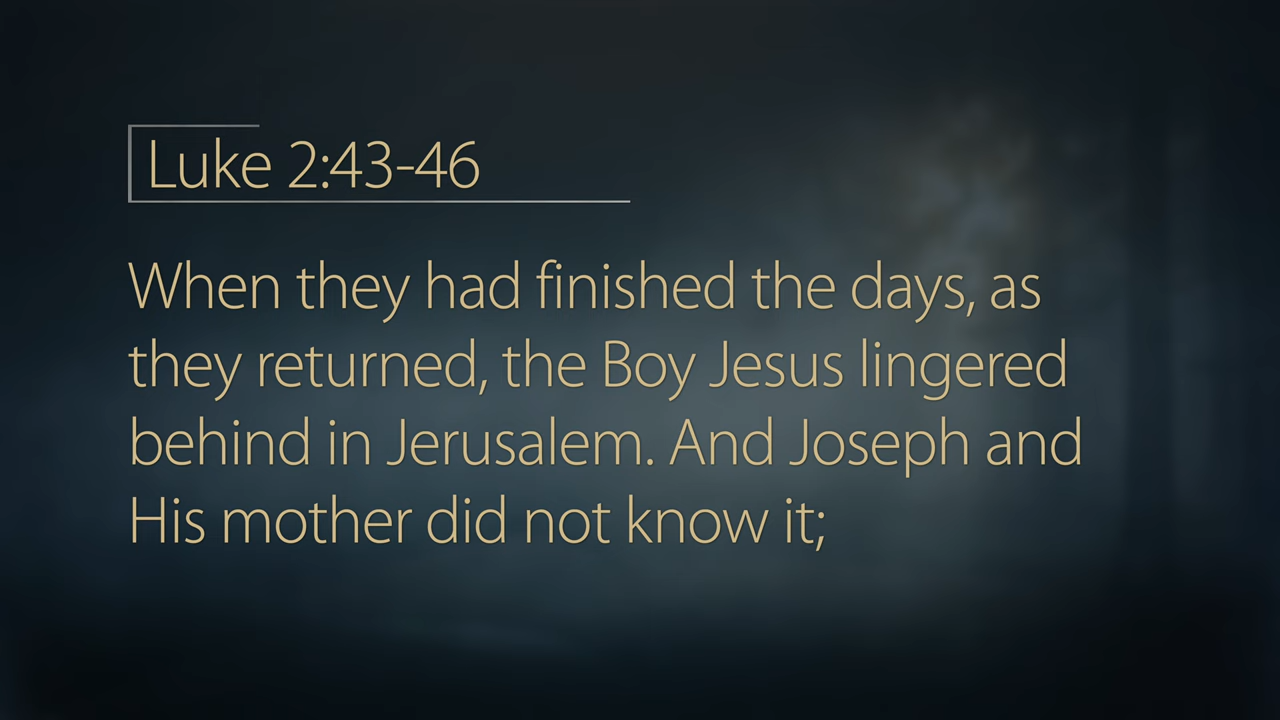 Luke 2:43-46
When they had finished the days, as
they returned, the Boy Jesus lingered
behind in Jerusalem. And Joseph and
His mother did not know it;